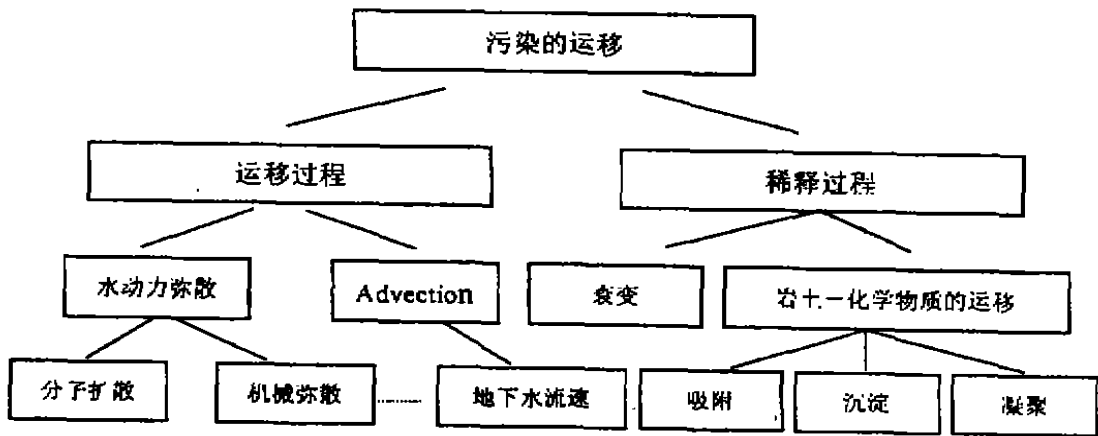 污染的运移
运移过程
稀释过程
水动力弥散
Advection
衰变
岩土一化学物质的运移
分子扩散
机械弥散
地下水流速
吸附
沉淀
凝聚